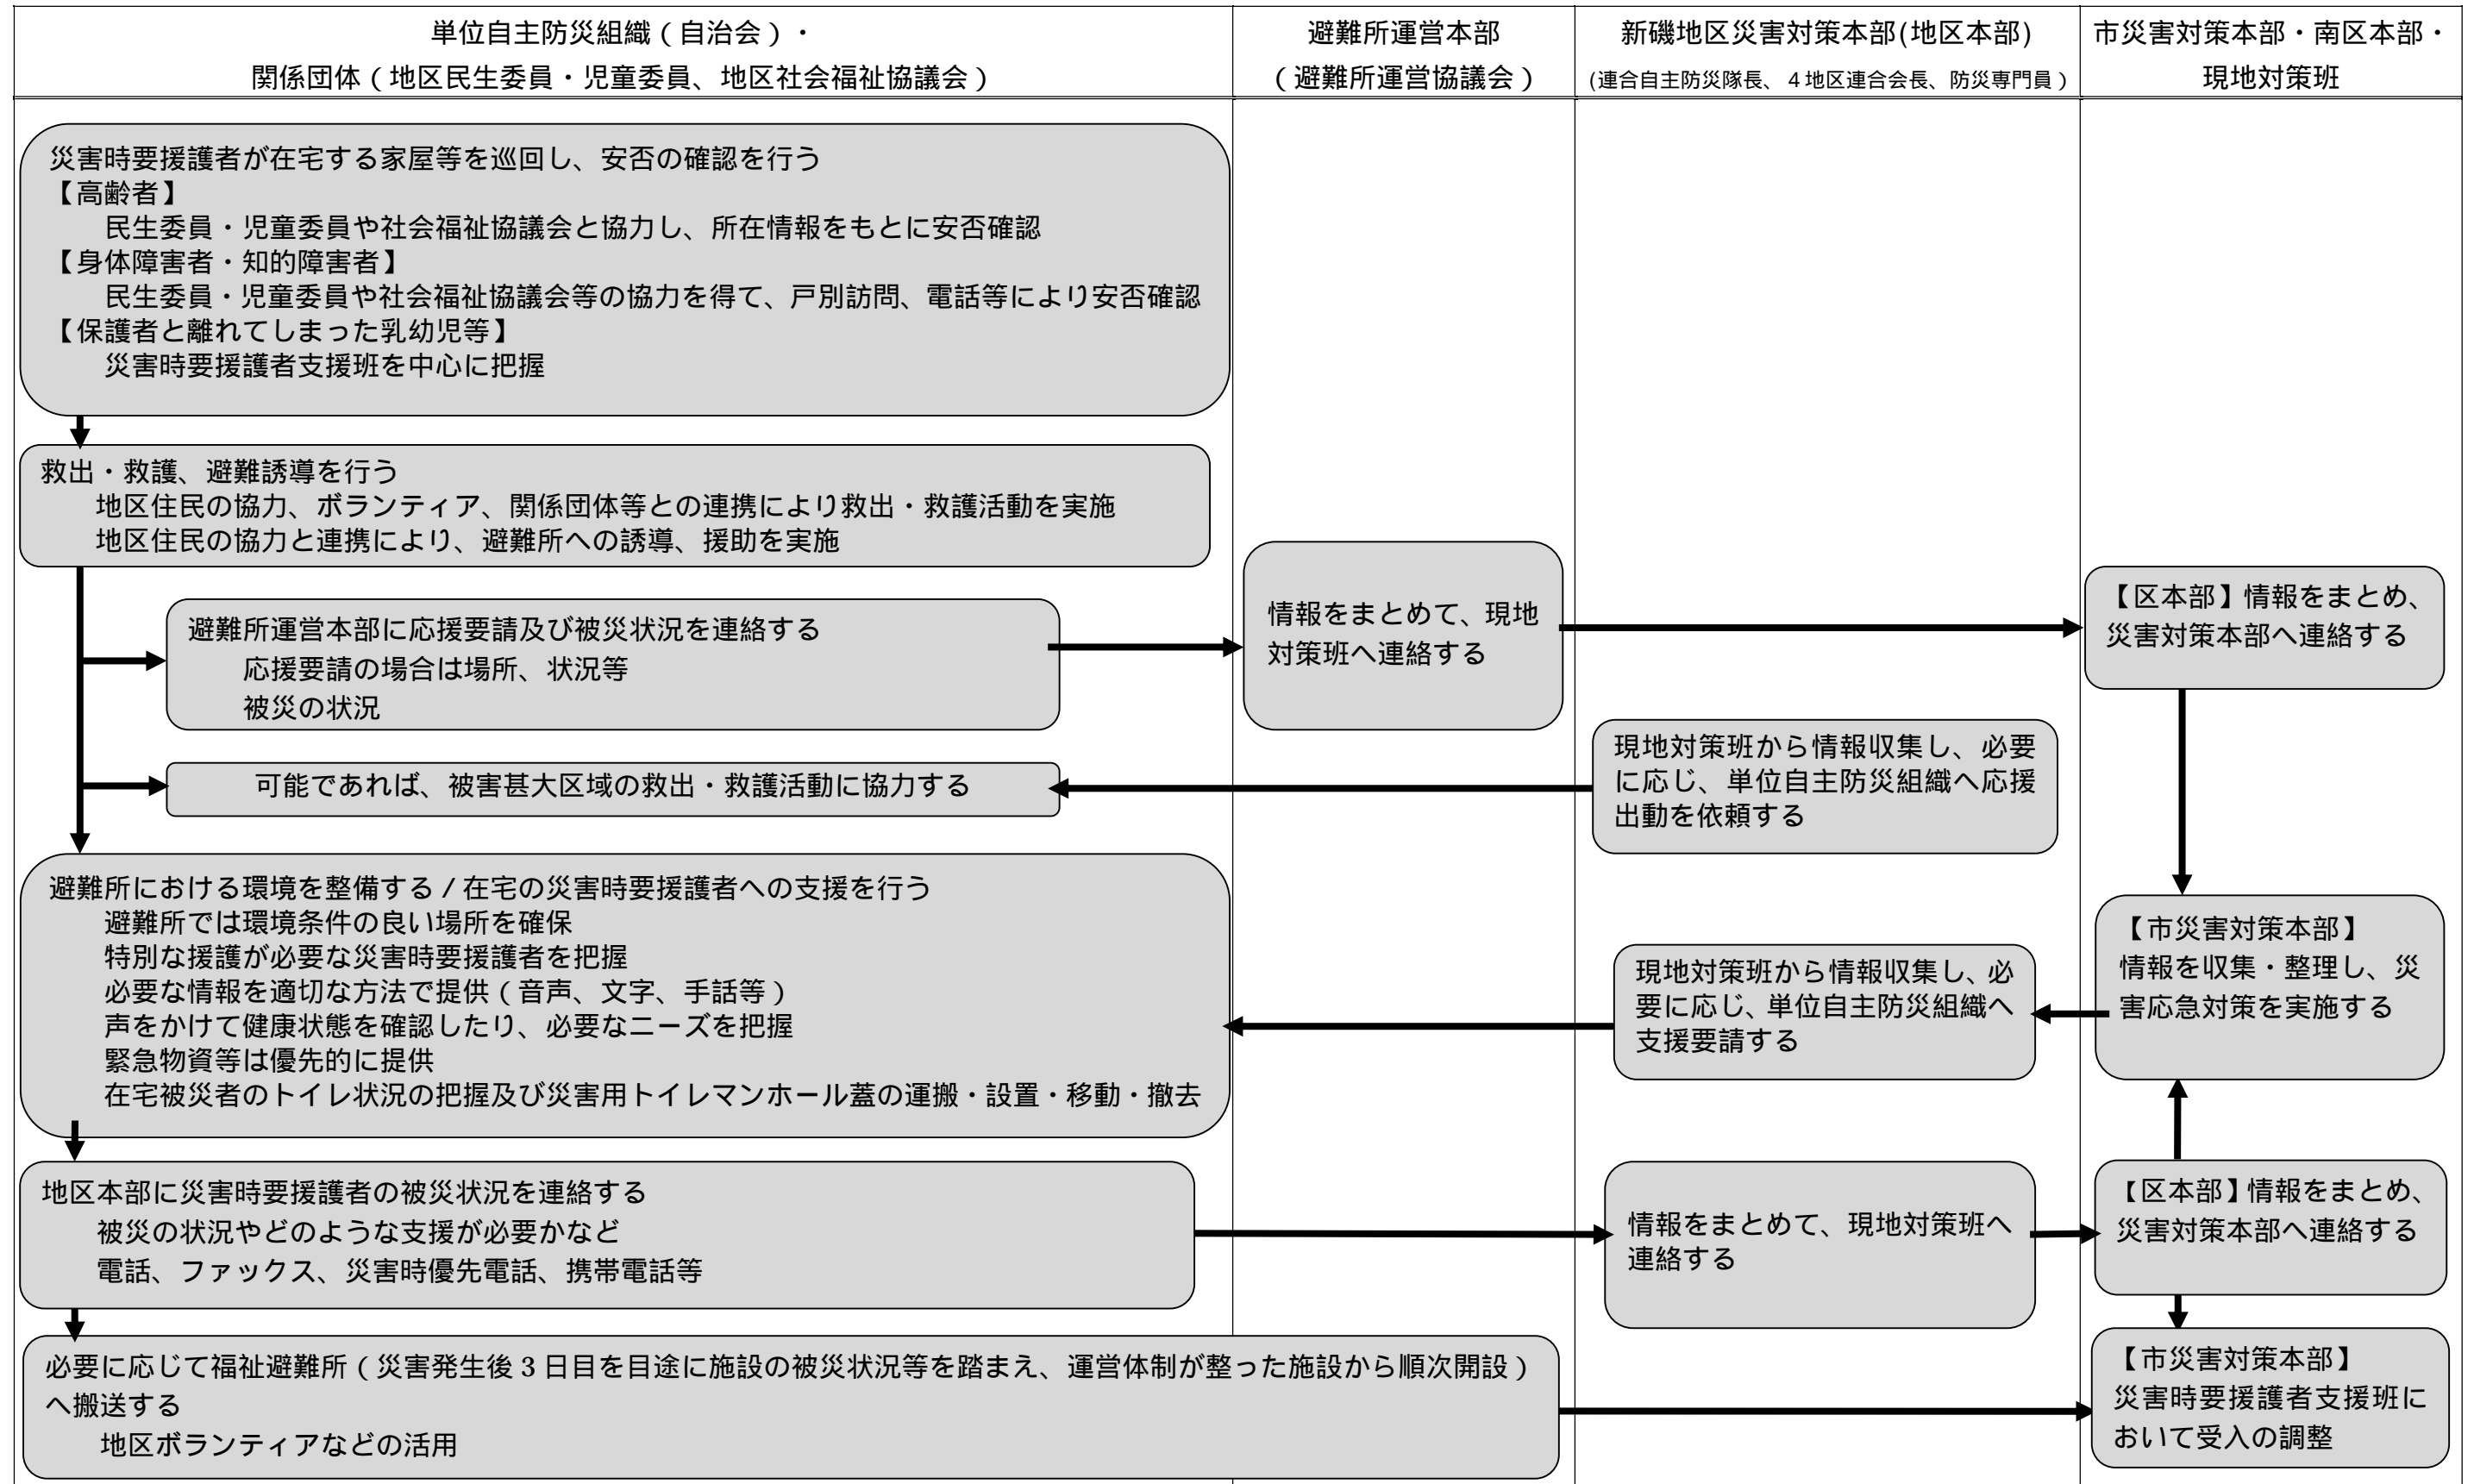 単位自主防災組織（自治会）・
関係団体（地区民生委員・児童委員、地区社会福祉協議会）
避難所運営本部
（避難所運営協議会）
新磯地区災害対策本部(地区本部)
(連合自主防災隊長、４地区連合会長、防災専門員）
市災害対策本部・南区本部・
現地対策班
災害時要援護者が在宅する家屋等を巡回し、安否の確認を行う
【高齢者】
民生委員・児童委員や社会福祉協議会と協力し、所在情報をもとに安否確認
【身体障害者・知的障害者】
民生委員・児童委員や社会福祉協議会等の協力を得て、戸別訪問、電話等により安否確認
【保護者と離れてしまった乳幼児等】
災害時要援護者支援班を中心に把握
救出・救護、避難誘導を行う
地区住民の協力、ボランティア、関係団体等との連携により救出・救護活動を実施
地区住民の協力と連携により、避難所への誘導、援助を実施
避難所運営本部に応援要請及び被災状況を連絡する
応援要請の場合は場所、状況等
被災の状況
情報をまとめて、現地
対策班へ連絡する
【区本部】情報をまとめ、
災害対策本部へ連絡する
可能であれば、被害甚大区域の救出・救護活動に協力する
現地対策班から情報収集し、必要
に応じ、単位自主防災組織へ応援
出動を依頼する
避難所における環境を整備する／在宅の災害時要援護者への支援を行う
避難所では環境条件の良い場所を確保
特別な援護が必要な災害時要援護者を把握
必要な情報を適切な方法で提供（音声、文字、手話等）
声をかけて健康状態を確認したり、必要なニーズを把握
緊急物資等は優先的に提供
在宅被災者のトイレ状況の把握及び災害用トイレマンホール蓋の運搬・設置・移動・撤去
現地対策班から情報収集し、必
要に応じ、単位自主防災組織へ
支援要請する
【市災害対策本部】
情報を収集・整理し、災
害応急対策を実施する
地区本部に災害時要援護者の被災状況を連絡する
被災の状況やどのような支援が必要かなど
電話、ファックス、災害時優先電話、携帯電話等
情報をまとめて、現地対策班へ
連絡する
【区本部】情報をまとめ、
災害対策本部へ連絡する
必要に応じて福祉避難所（災害発生後 3 日目を目途に施設の被災状況等を踏まえ、運営体制が整った施設から順次開設）
へ搬送する
地区ボランティアなどの活用
【市災害対策本部】
災害時要援護者支援班に
おいて受入の調整